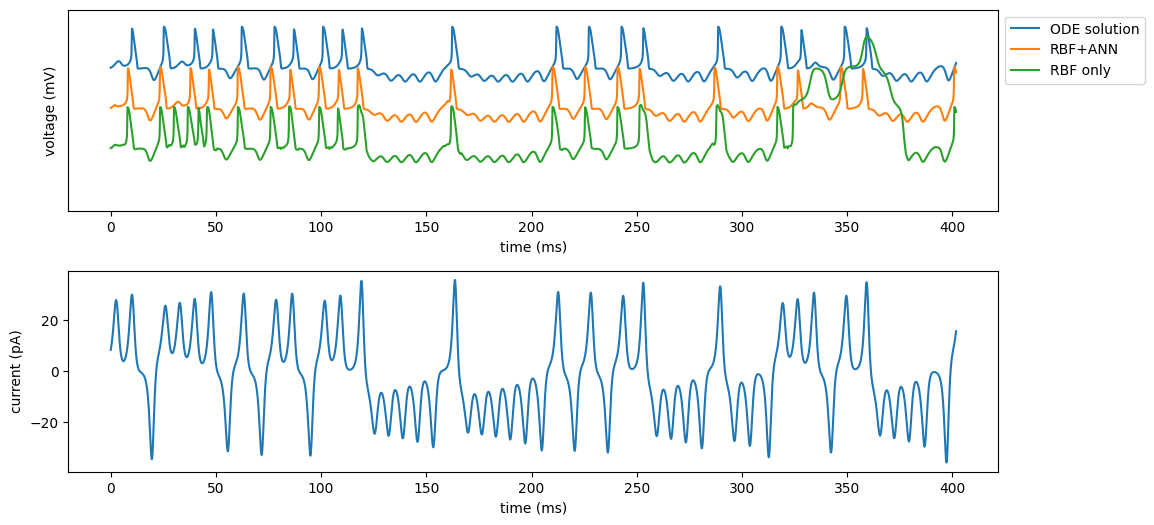 ODE solution
RBF+ANN
RBF only
voltage (mV)
0 50 100 150 200 250 300 350 400
time (ms)
current (pA)
20
0
−20
0 50 100 150 200 250 300 350 400
time (ms)